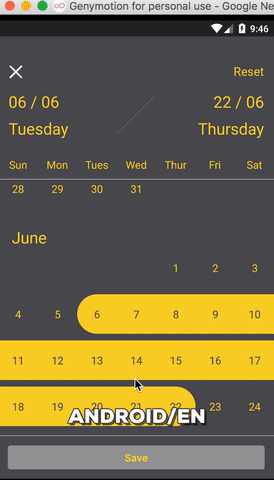 Genymotion for personal use - Google Ne
9:46
Reset
06 / 06
22 / 06
Tuesday
Thursday
Sun Mon Tues Wed Thur Fri Sat
28 29 30 31
June
1 2 3
4 5 6 7 8 9 10
11 12 13 14 15 16 17
18 19 20 21 22 23 24
ANDROID/EN
Save